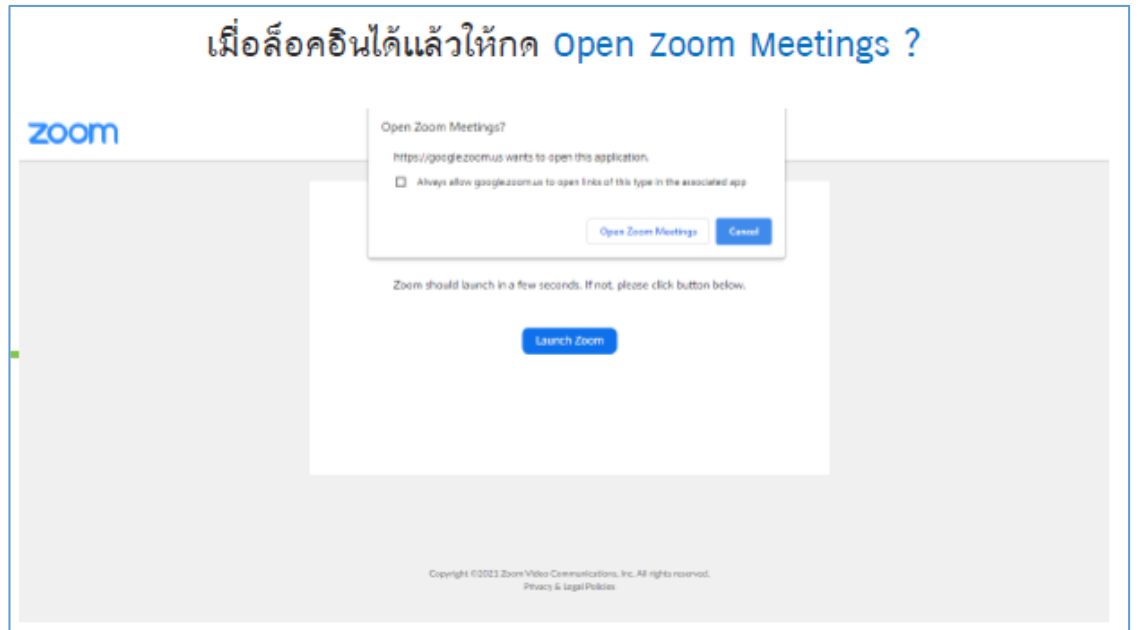 เมื่อล็อคอินได้แล้วให้กด Open Zoom Meetings ?
zoom
Open Zoom Meetings?
https://google.zoom.us wants to open this application.
Always allow google.zoom.us to open links of this type in the associated app
Open Zoom Meetings
Cancel
Zoom should launch in a few seconds. If not, please click button below.
Launch Zoom
Copyright ©2021 Zoom Video Communications, Inc. All rights reserved.
Privacy & Legal Policies